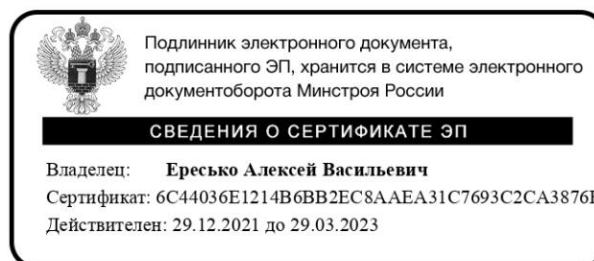 Подлинник электронного документа,
подписанного ЭП, хранится в системе электронного
документоборота Минстроя России
СВЕДЕНИЯ О СЕРТИФИКАТЕ ЭП
Владелец: Ересько Алексей Васильевич
Сертификат: 6C44036E1214B6BB2EC8AAEA31C7693C2CA3876
Действителен: 29.12.2021 до 29.03.2023